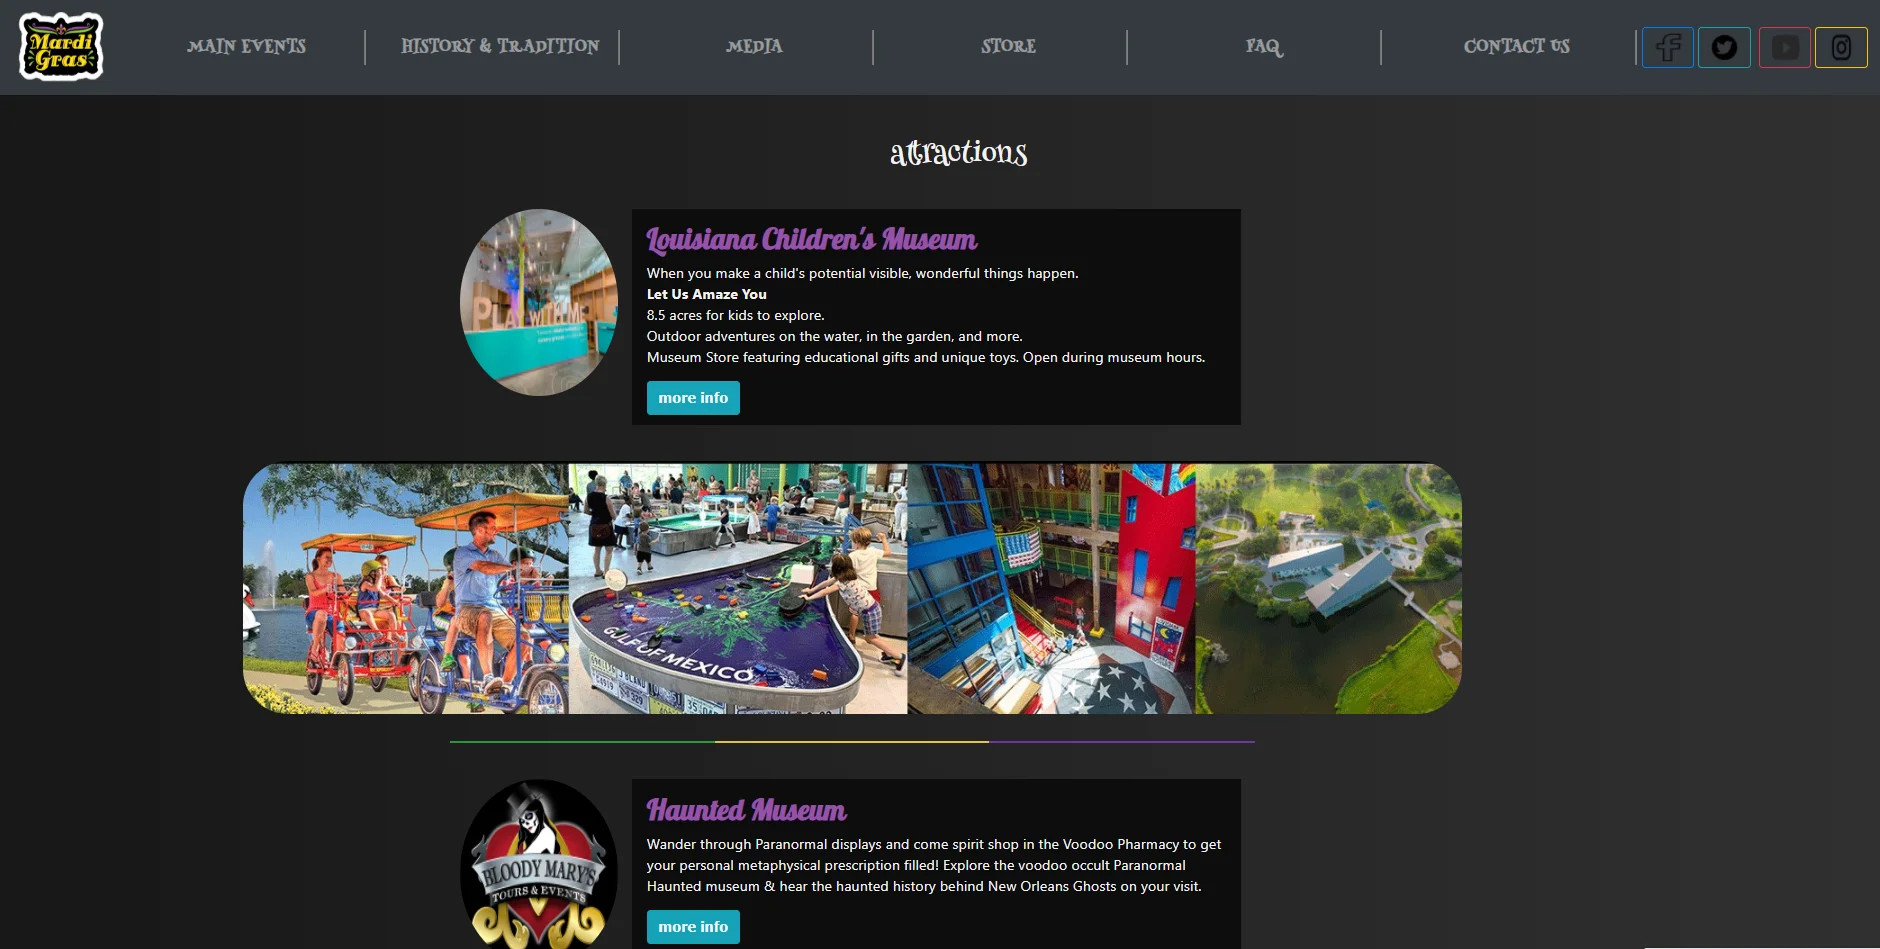 Mardi
Gras
MAIN EVENTS
HISTORY & TRADITION
MEDIA
STORE
FAQ
CONTACT US
attractions
PLAY WITH ME
Louisiana Children's Museum
When you make a child's potential visible, wonderful things happen.
Let Us Amaze You
8.5 acres for kids to explore.
Outdoor adventures on the water, in the garden, and more.
Museum Store featuring educational gifts and unique toys. Open during museum hours.
more info
GULF OF MEXICO
BLOODY MARY'S
TOURS & EVENTS
Haunted Museum
Wander through Paranormal displays and come spirit shop in the Voodoo Pharmacy to get
your personal metaphysical prescription filled! Explore the voodoo occult Paranormal
Haunted museum & hear the haunted history behind New Orleans Ghosts on your visit.
more info